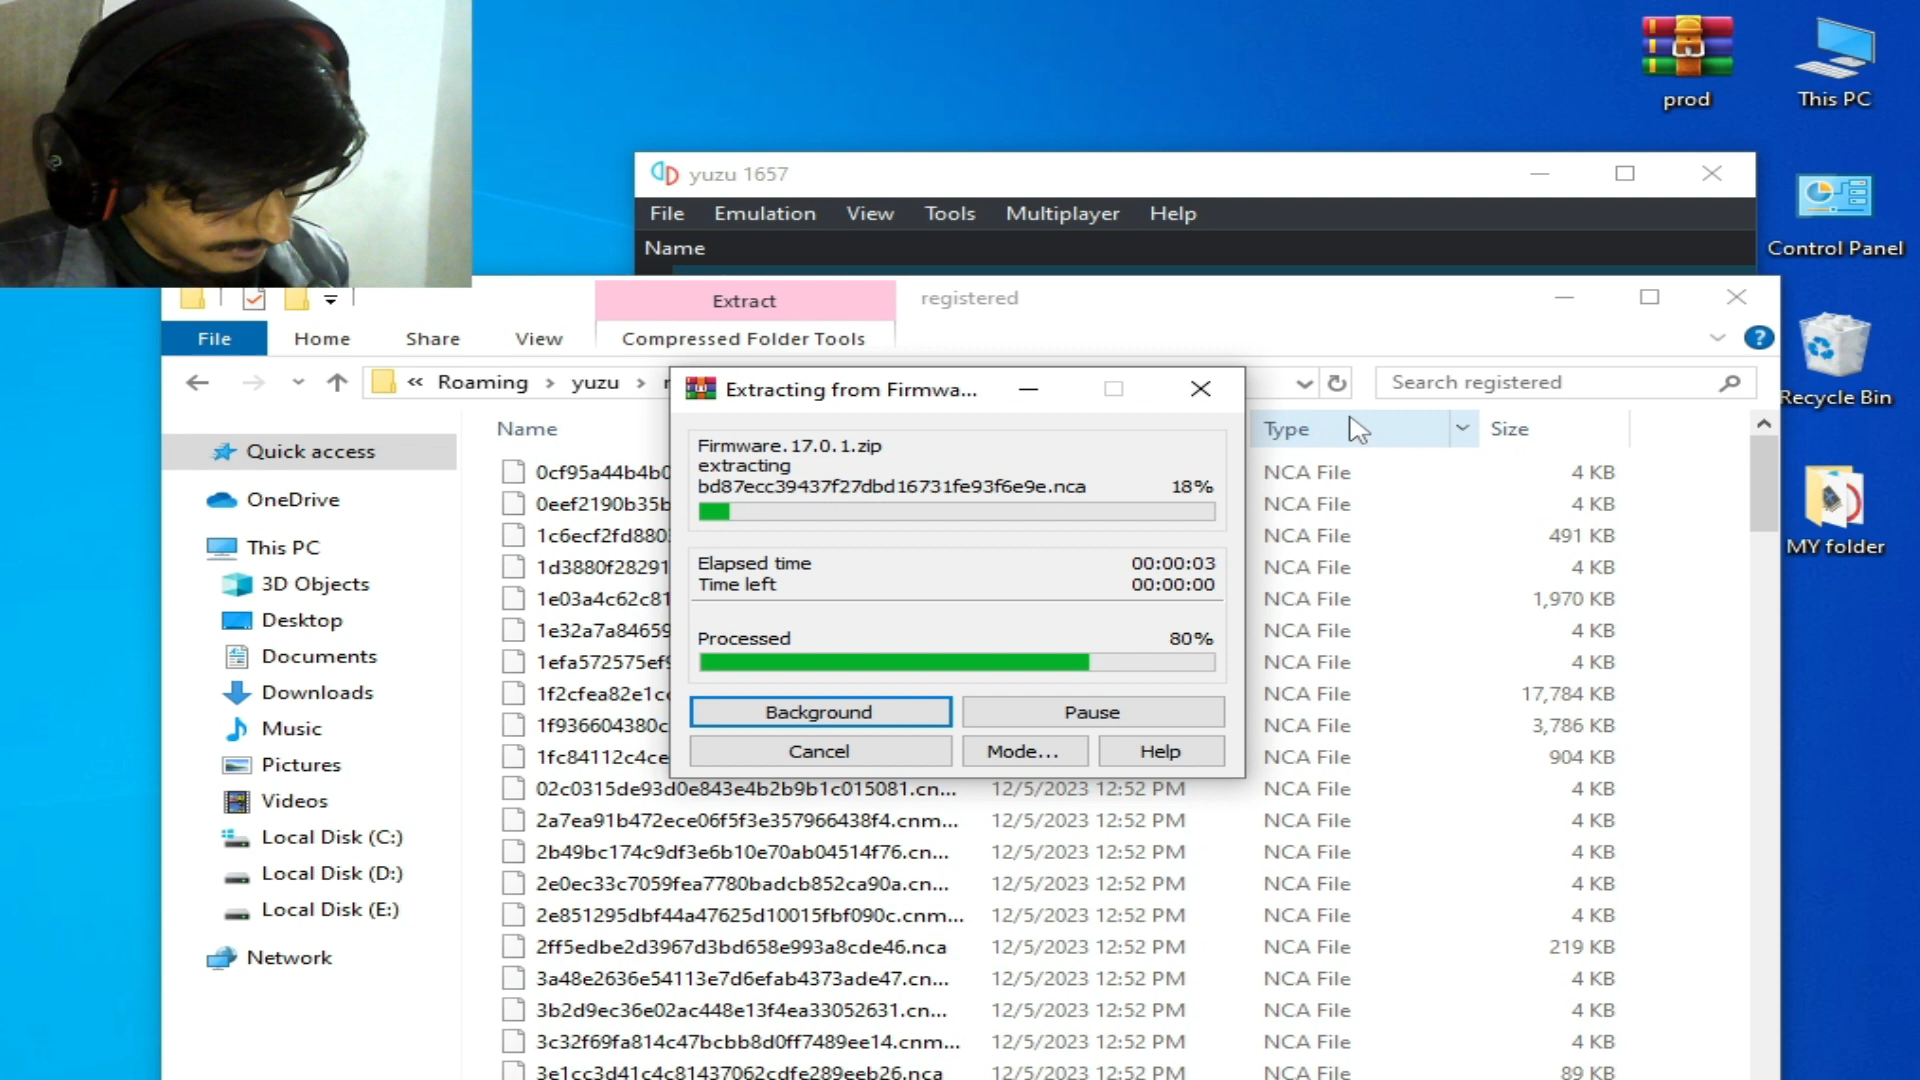 prod
This PC
yuzu 1657
File Emulation View Tools Multiplayer Help
Name
Control Panel
Recycle Bin
MY folder
Extract
registered
File Home Share View Compressed Folder Tools
« Roaming > yuzu >
Search registered
Quick access
OneDrive
This PC
3D Objects
Desktop
Documents
Downloads
Music
Pictures
Videos
Local Disk (C:)
Local Disk (D:)
Local Disk (E:)
Network
Extracting from Firmwa...
Firmware.17.0.1.zip
extracting
bd87ecc39437f27dbd16731fe93f6e9e.nca 18%
Elapsed time 00:00:03
Time left 00:00:00
Processed 80%
Background Pause
Cancel Mode... Help
Name Type Size
0cf95a44b4b0 NCA File 4 KB
0eef2190b35b NCA File 4 KB
1c6ecf2fd880 NCA File 491 KB
1d3880f28291 NCA File 4 KB
1e03a4c62c81 NCA File 1,970 KB
1e32a7a84659 NCA File 4 KB
1efa572575ef9 NCA File 4 KB
1f2cfea82e1c NCA File 17,784 KB
1f936604380c NCA File 3,786 KB
1fc84112c4ce NCA File 904 KB
02c0315de93d0e843e4b2b9b1c015081.cn... 12/5/2023 12:52 PM NCA File 4 KB
2a7ea91b472ece06f5f3e357966438f4.cnm... 12/5/2023 12:52 PM NCA File 4 KB
2b49bc174c9df3e6b10e70ab04514f76.cn... 12/5/2023 12:52 PM NCA File 4 KB
2e0ec33c7059fea7780badcb852ca90a.cn... 12/5/2023 12:52 PM NCA File 4 KB
2e851295dbf44a47625d10015fbf090c.cnm... 12/5/2023 12:52 PM NCA File 4 KB
2ff5edbe2d3967d3bd658e993a8cde46.nca 12/5/2023 12:52 PM NCA File 219 KB
3a48e2636e54113e7d6efab4373ade47.cn... 12/5/2023 12:52 PM NCA File 4 KB
3b2d9ec36e02ac448e13f4ea33052631.cn... 12/5/2023 12:52 PM NCA File 4 KB
3c32f69fa814c47bcbb8d0ff7489ee14.cnm... 12/5/2023 12:52 PM NCA File 4 KB
3e1cc3d41c4c81437062cdfe289eeb26.nca 12/5/2023 12:52 PM NCA File 89 KB